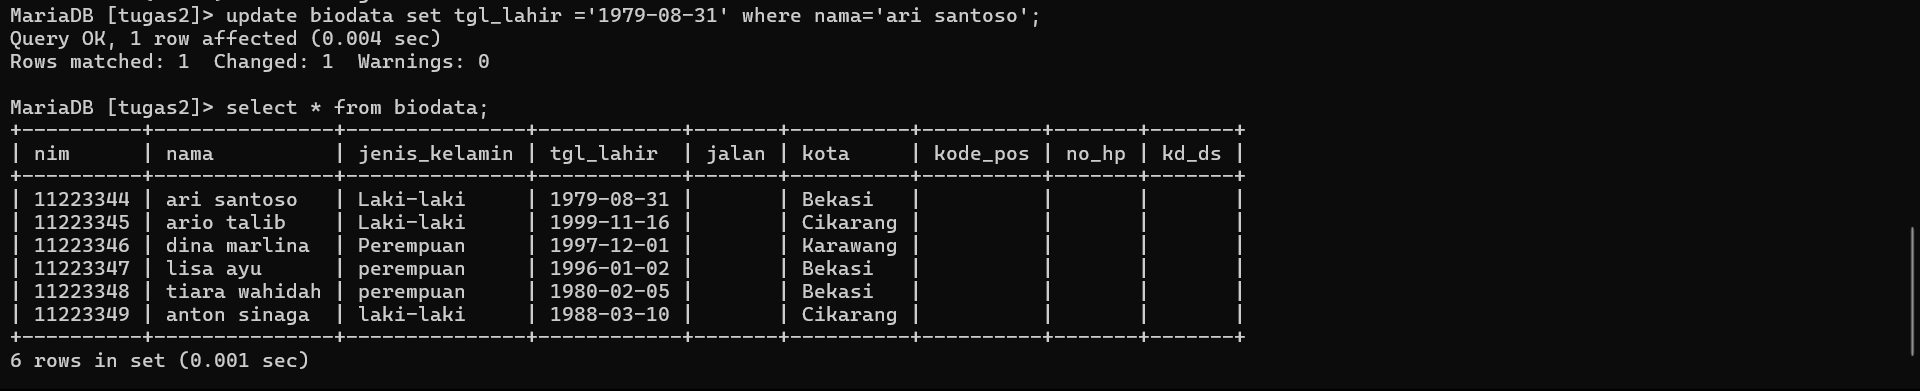 MariaDB [tugas2]> update biodata set tgl_lahir ='1979-08-31' where nama='ari santoso';
Query OK, 1 row affected (0.004 sec)
Rows matched: 1  Changed: 1  Warnings: 0
MariaDB [tugas2]> select * from biodata;
+----------+---------------+---------------+------------+-------+----------+----------+-------+-------+
| nim      | nama          | jenis_kelamin | tgl_lahir  | jalan | kota     | kode_pos | no_hp | kd_ds |
+----------+---------------+---------------+------------+-------+----------+----------+-------+-------+
| 11223344 | ari santoso   | Laki-laki     | 1979-08-31 |       | Bekasi   |          |       |       |
| 11223345 | ario talib    | Laki-laki     | 1999-11-16 |       | Cikarang |          |       |       |
| 11223346 | dina marlina  | Perempuan     | 1997-12-01 |       | Karawang |          |       |       |
| 11223347 | lisa ayu      | perempuan     | 1996-01-02 |       | Bekasi   |          |       |       |
| 11223348 | tiara wahidah | perempuan     | 1980-02-05 |       | Bekasi   |          |       |       |
| 11223349 | anton sinaga  | laki-laki     | 1988-03-10 |       | Cikarang |          |       |       |
+----------+---------------+---------------+------------+-------+----------+----------+-------+-------+
6 rows in set (0.001 sec)